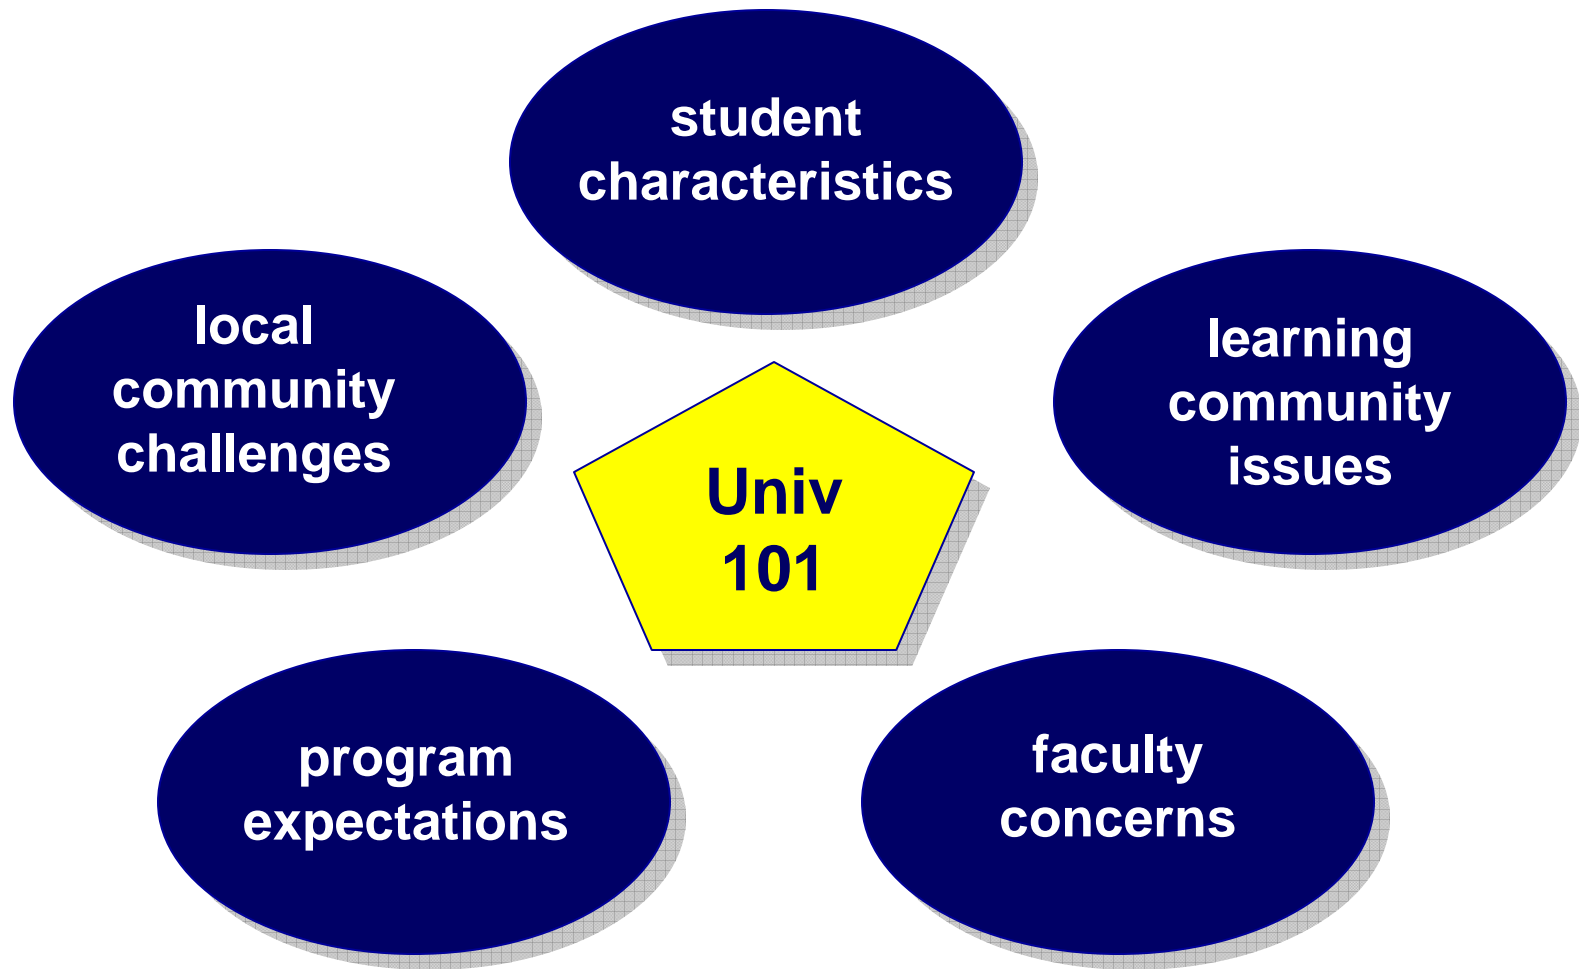 student
characteristics
local
community
challenges
learning
community
issues
Univ
101
program
expectations
faculty
concerns